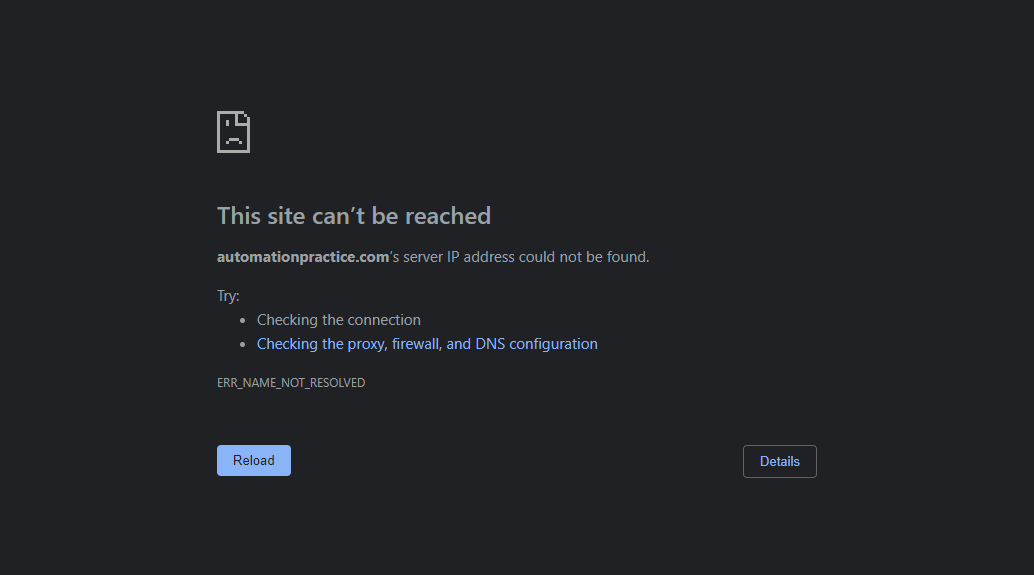 This site can’t be reached
automationpractice.com’s server IP address could not be found.
Try:
• Checking the connection
• Checking the proxy, firewall, and DNS configuration
ERR_NAME_NOT_RESOLVED
Reload
Details